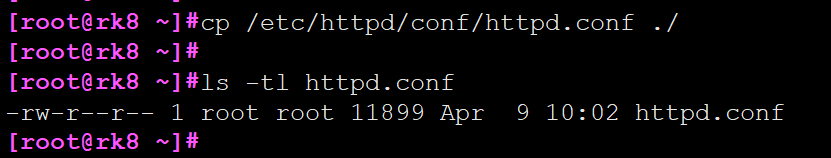 [root@rk8 ~]#cp /etc/httpd/conf/httpd.conf ./
[root@rk8 ~]#
[root@rk8 ~]#ls -tl httpd.conf
-rw-r--r-- 1 root root 11899 Apr  9 10:02 httpd.conf
[root@rk8 ~]#